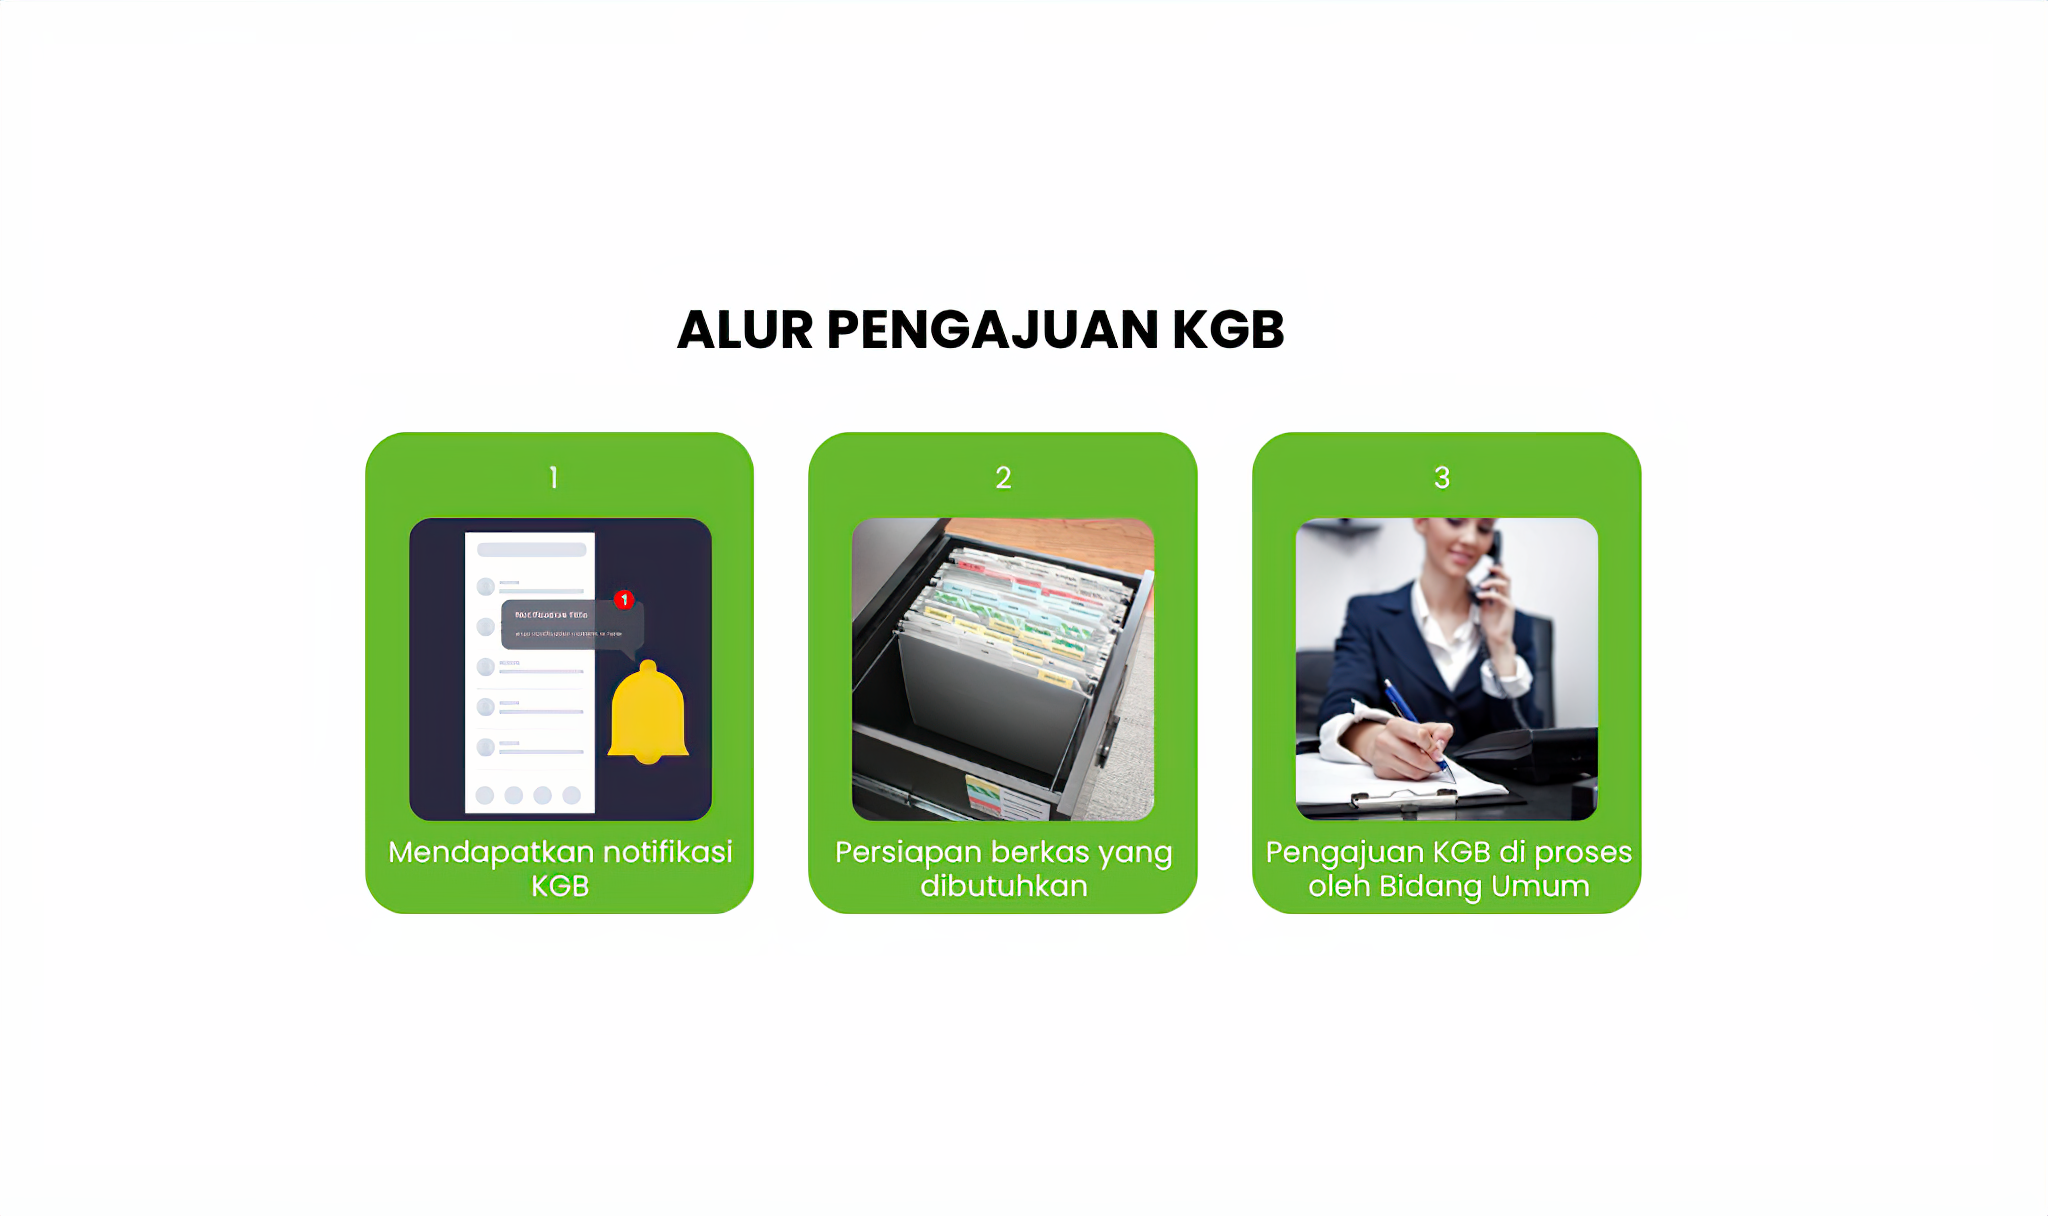 ALUR PENGAJUAN KGB
1
1
Mendapatkan notifikasi
KGB
2
Persiapan berkas yang
dibutuhkan
3
Pengajuan KGB di proses
oleh Bidang Umum